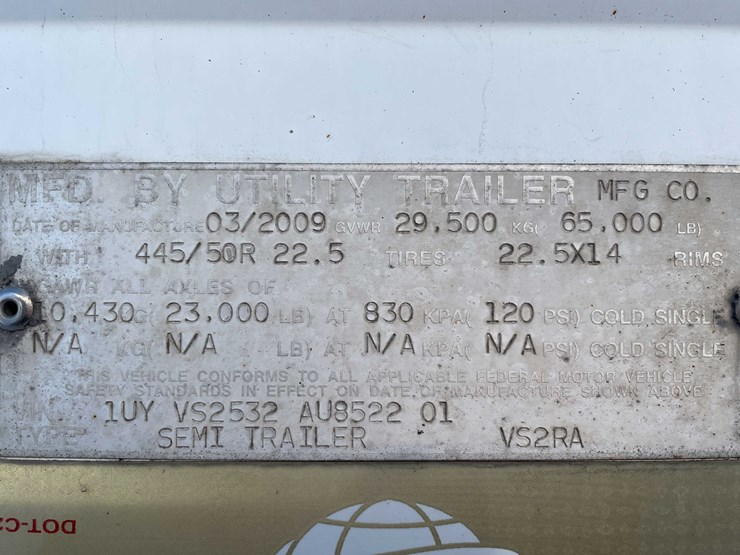 MFD. BY UTILITY TRAILER MFG CO.
DATE OF MANUFACTURE 03/2009 GVWR 29,500 KG( 65,000 LB)
WITH 445/50R 22.5 TIRES 22.5X14 RIMS
GAWR ALL AXLES OF
10,430 G( 23,000 LB) AT 830 KPA( 120 PSI) COLD SINGLE
N/A KG( N/A LB) AT N/A KPA( N/A PSI) COLD SINGLE
THIS VEHICLE CONFORMS TO ALL APPLICABLE FEDERAL MOTOR VEHICLE
SAFETY STANDARDS IN EFFECT ON DATE OF MANUFACTURE SHOWN ABOVE
1UY VS2532 AU8522 01
TYPE SEMI TRAILER VS2RA